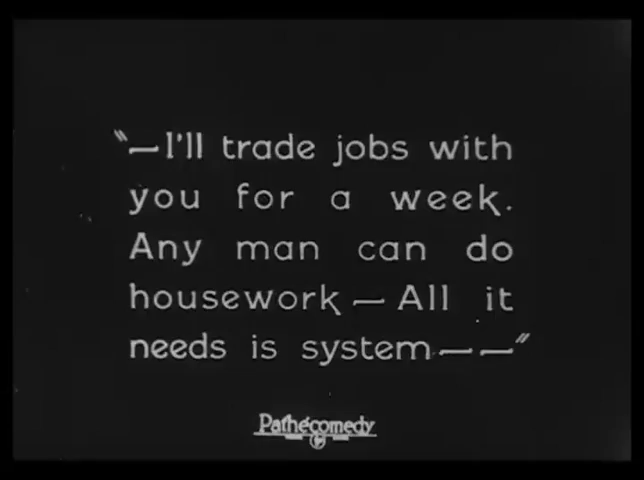 "—I'll trade jobs with
you for a week.
Any man can do
housework — All it
needs is system — —"
Pathécomedy